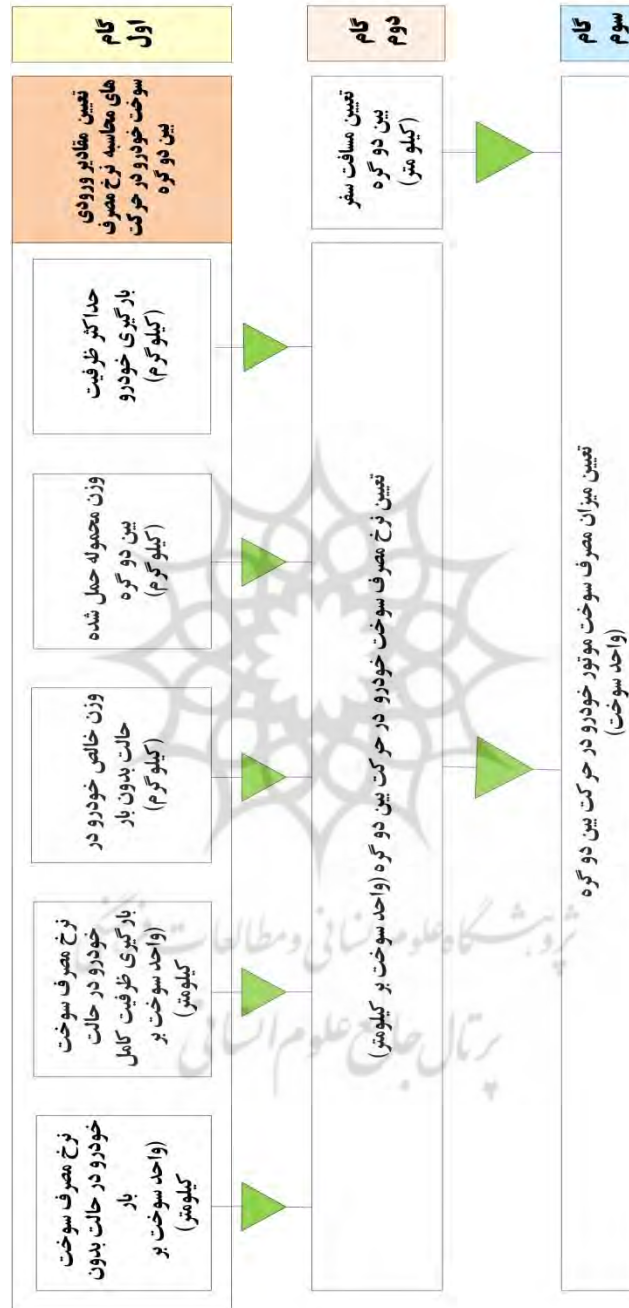 گام
اول
تعیین مقادیر ورودی
های محاسبه نرخ مصرف
سوخت خودرو در حرکت
بین دو گره
حداکثر ظرفیت
بارگیری خودرو
(کیلوگرم)
وزن محموله حمل شده
بین دو گره
(کیلوگرم)
وزن خالص خودرو در
حالت بدون بار
(کیلوگرم)
نرخ مصرف سوخت
خودرو در حالت
بارگیری ظرفیت کامل
(واحد سوخت بر
کیلومتر)
نرخ مصرف سوخت
خودرو در حالت بدون
بار
(واحد سوخت بر
کیلومتر)
گام
دوم
تعیین مسافت سفر
بین دو گره
(کیلو متر)
تعیین نرخ مصرف سوخت خودرو در حرکت بین دو گره (واحد سوخت بر کیلومتر)
گام
سوم
تعیین میزان مصرف سوخت موتور خودرو در حرکت بین دو گره
(واحد سوخت)
پژوهشگاه علوم انسانی و مطالعات فرهنگی
پرتال جامع علوم انسانی